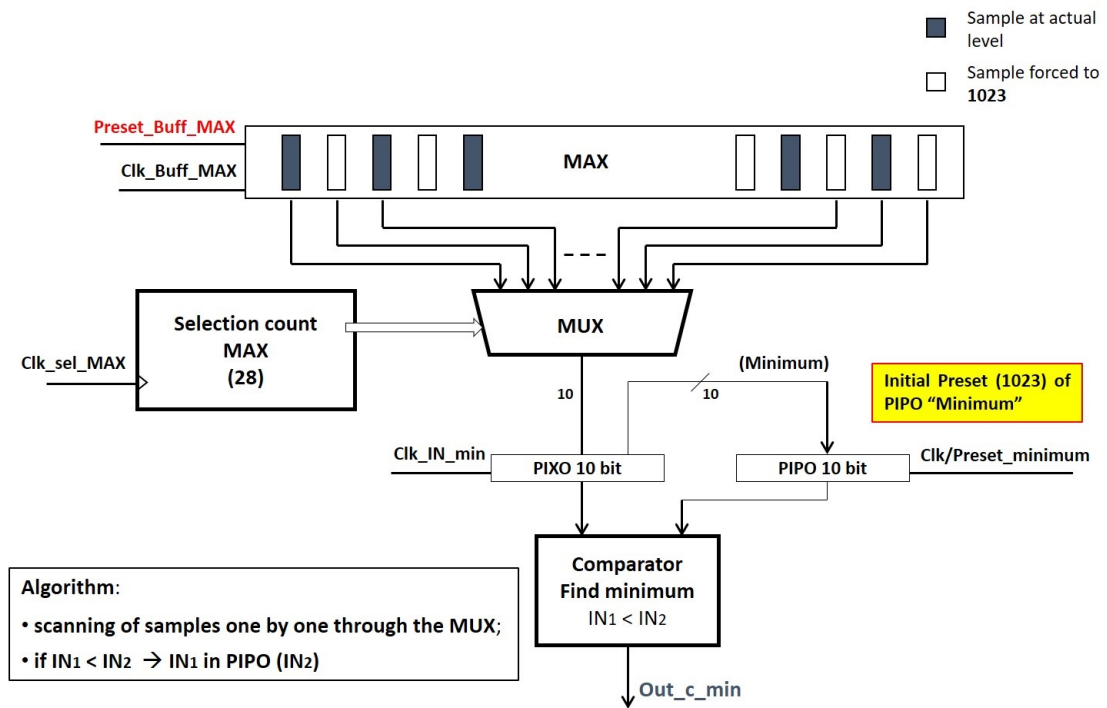 Sample at actual
level
Sample forced to
1023
Preset_Buff_MAX
Clk_Buff_MAX
MAX
Selection count
MAX
(28)
MUX
Clk_sel_MAX
(Minimum)
10
10
Initial Preset (1023) of
PIPO “Minimum”
Clk_IN_min
PIXO 10 bit
PIPO 10 bit
Clk/Preset_minimum
Comparator
Find minimum
IN1 < IN2
Algorithm:
• scanning of samples one by one through the MUX;
• if IN1 < IN2 → IN1 in PIPO (IN2)
Out_c_min